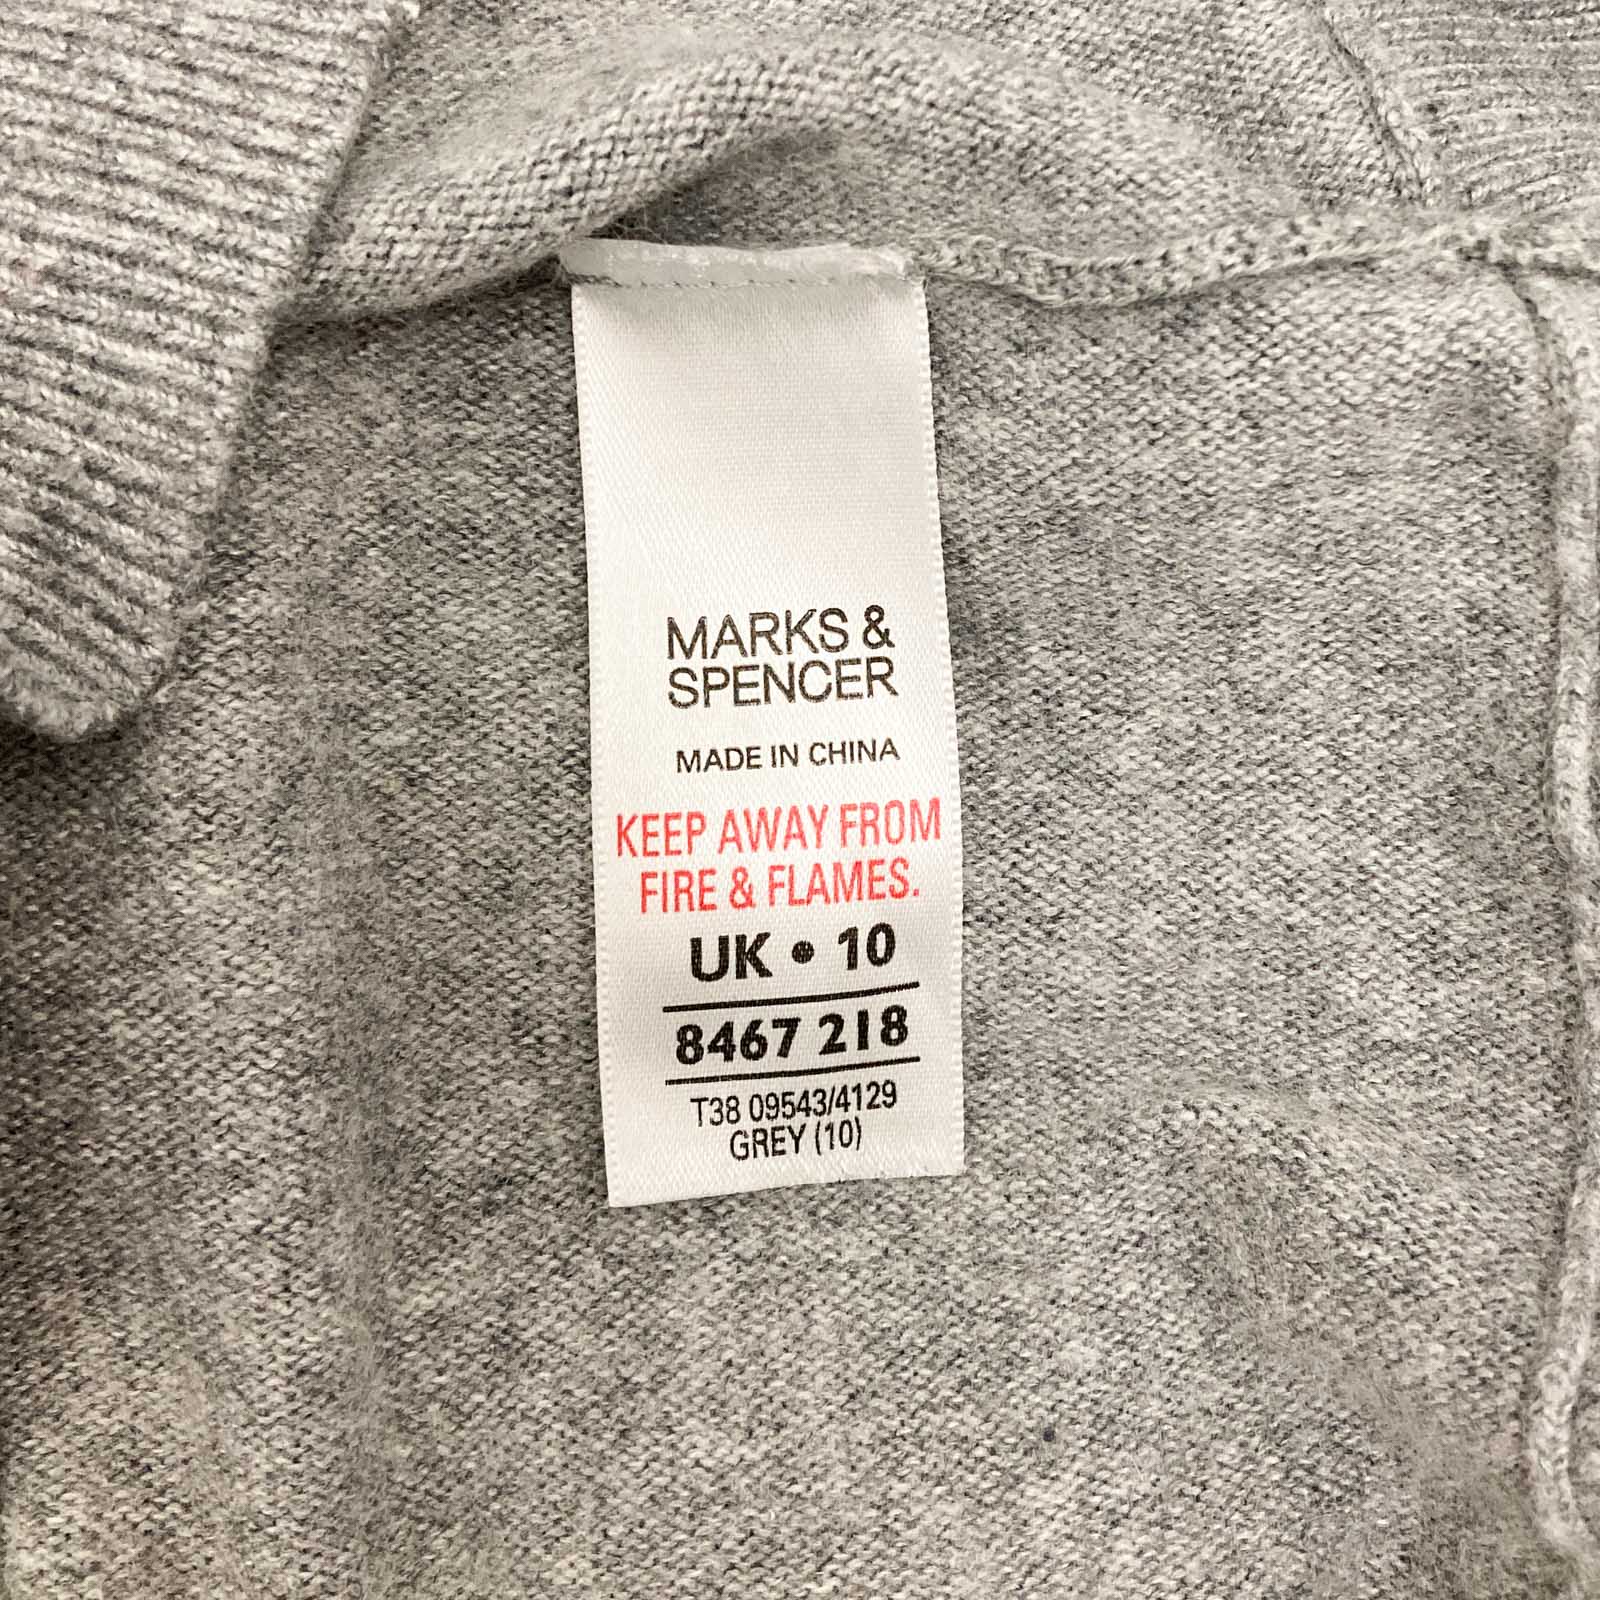 MARKS &
SPENCER
MADE IN CHINA
KEEP AWAY FROM
FIRE & FLAMES.
UK • 10
8467 218
T38 09543/4129
GREY (10)